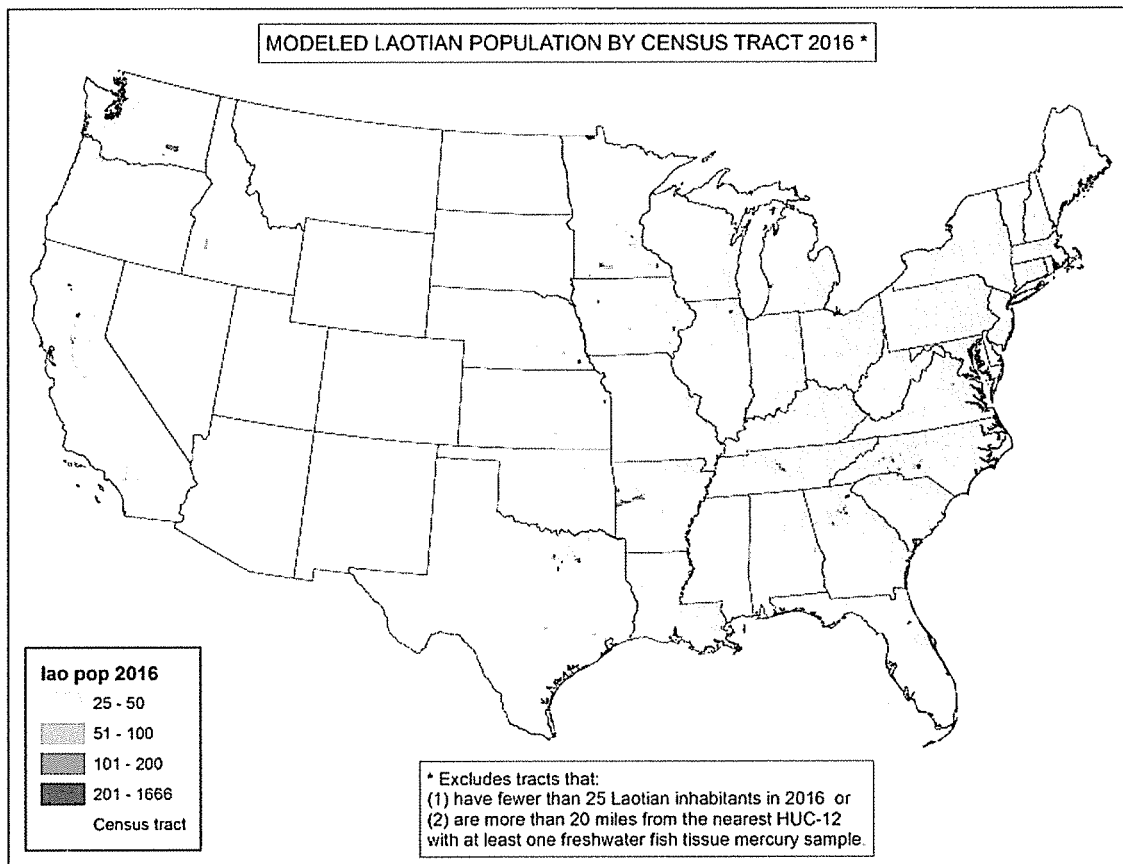 MODELED LAOTIAN POPULATION BY CENSUS TRACT 2016 *
lao pop 2016
25 - 50
51 - 100
101 - 200
201 - 1666
Census tract
* Excludes tracts that:
(1) have fewer than 25 Laotian inhabitants in 2016 or
(2) are more than 20 miles from the nearest HUC-12
with at least one freshwater fish tissue mercury sample.